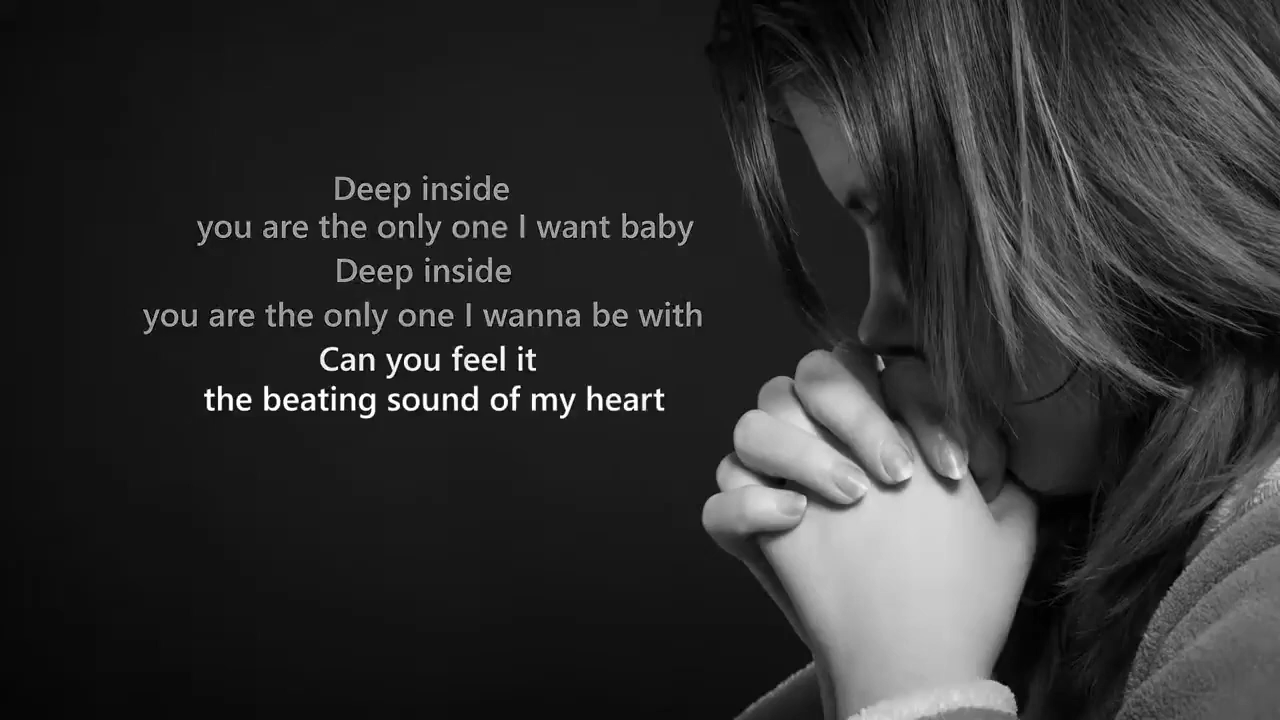 Deep inside
you are the only one I want baby
Deep inside
you are the only one I wanna be with
Can you feel it
the beating sound of my heart